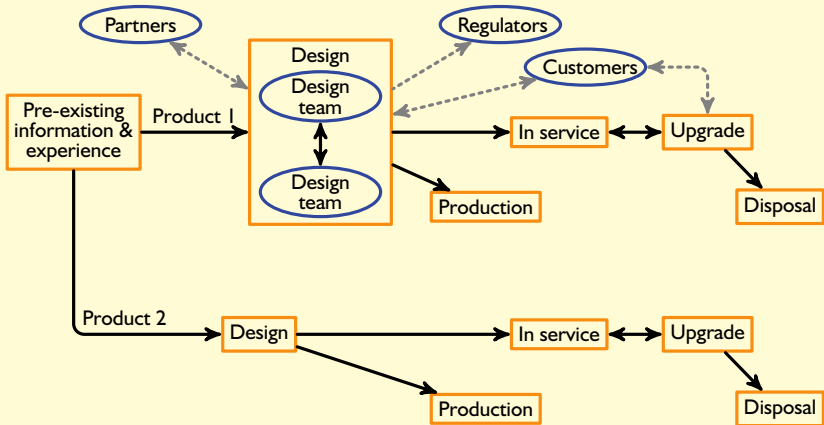 Partners
Regulators
Design
Customers
Design
team
Pre-existing
information &
experience
Product 1
In service
Upgrade
Design
team
Production
Disposal
Product 2
Design
In service
Upgrade
Production
Disposal